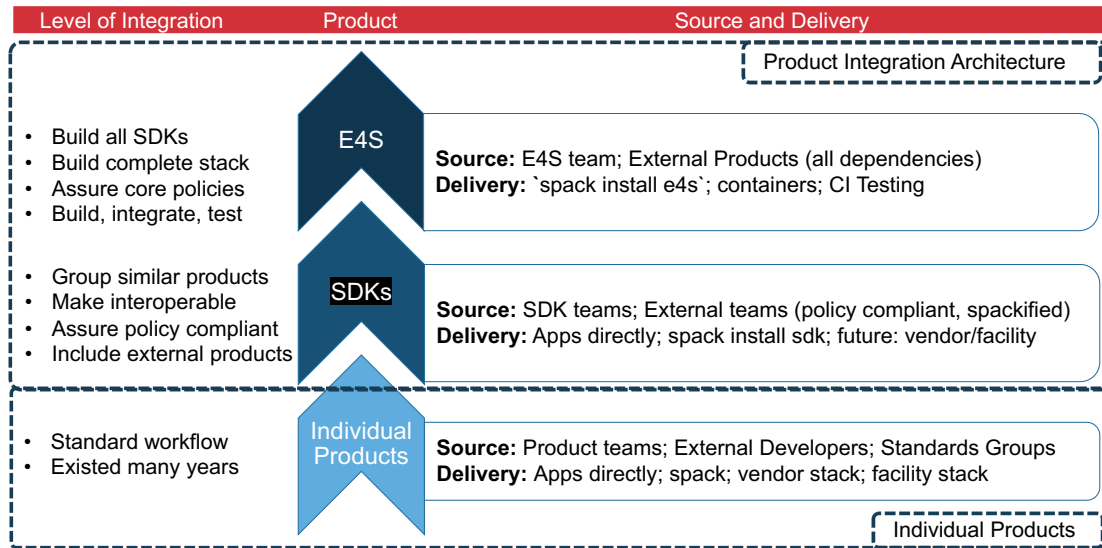 Level of Integration Product Source and Delivery
Product Integration Architecture
• Build all SDKs
• Build complete stack
• Assure core policies
• Build, integrate, test
E4S
Source: E4S team; External Products (all dependencies)
Delivery: `spack install e4s`; containers; CI Testing
• Group similar products
• Make interoperable
• Assure policy compliant
• Include external products
SDKs
Source: SDK teams; External teams (policy compliant, spackified)
Delivery: Apps directly; spack install sdk; future: vendor/facility
• Standard workflow
• Existed many years
Individual
Products
Source: Product teams; External Developers; Standards Groups
Delivery: Apps directly; spack; vendor stack; facility stack
Individual Products